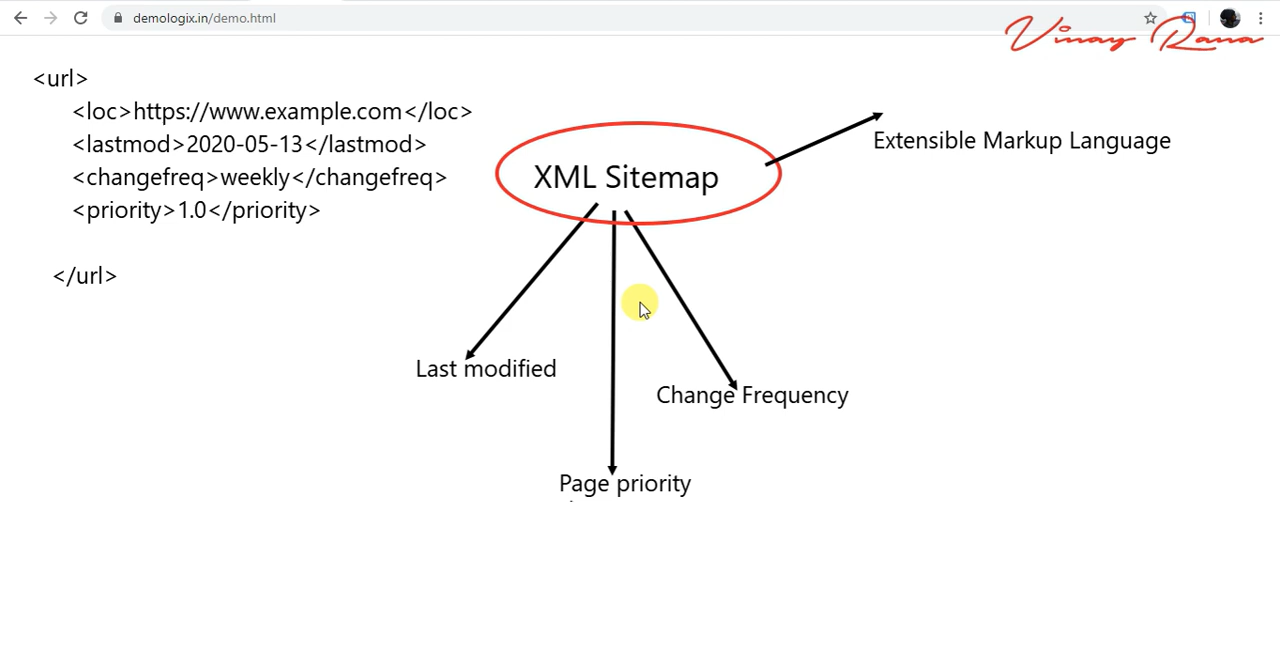 demologix.in/demo.html
Vinay Rana
<url>
<loc>https://www.example.com</loc>
<lastmod>2020-05-13</lastmod>
<changefreq>weekly</changefreq>
<priority>1.0</priority>
</url>
XML Sitemap
Extensible Markup Language
Last modified
Change Frequency
Page priority